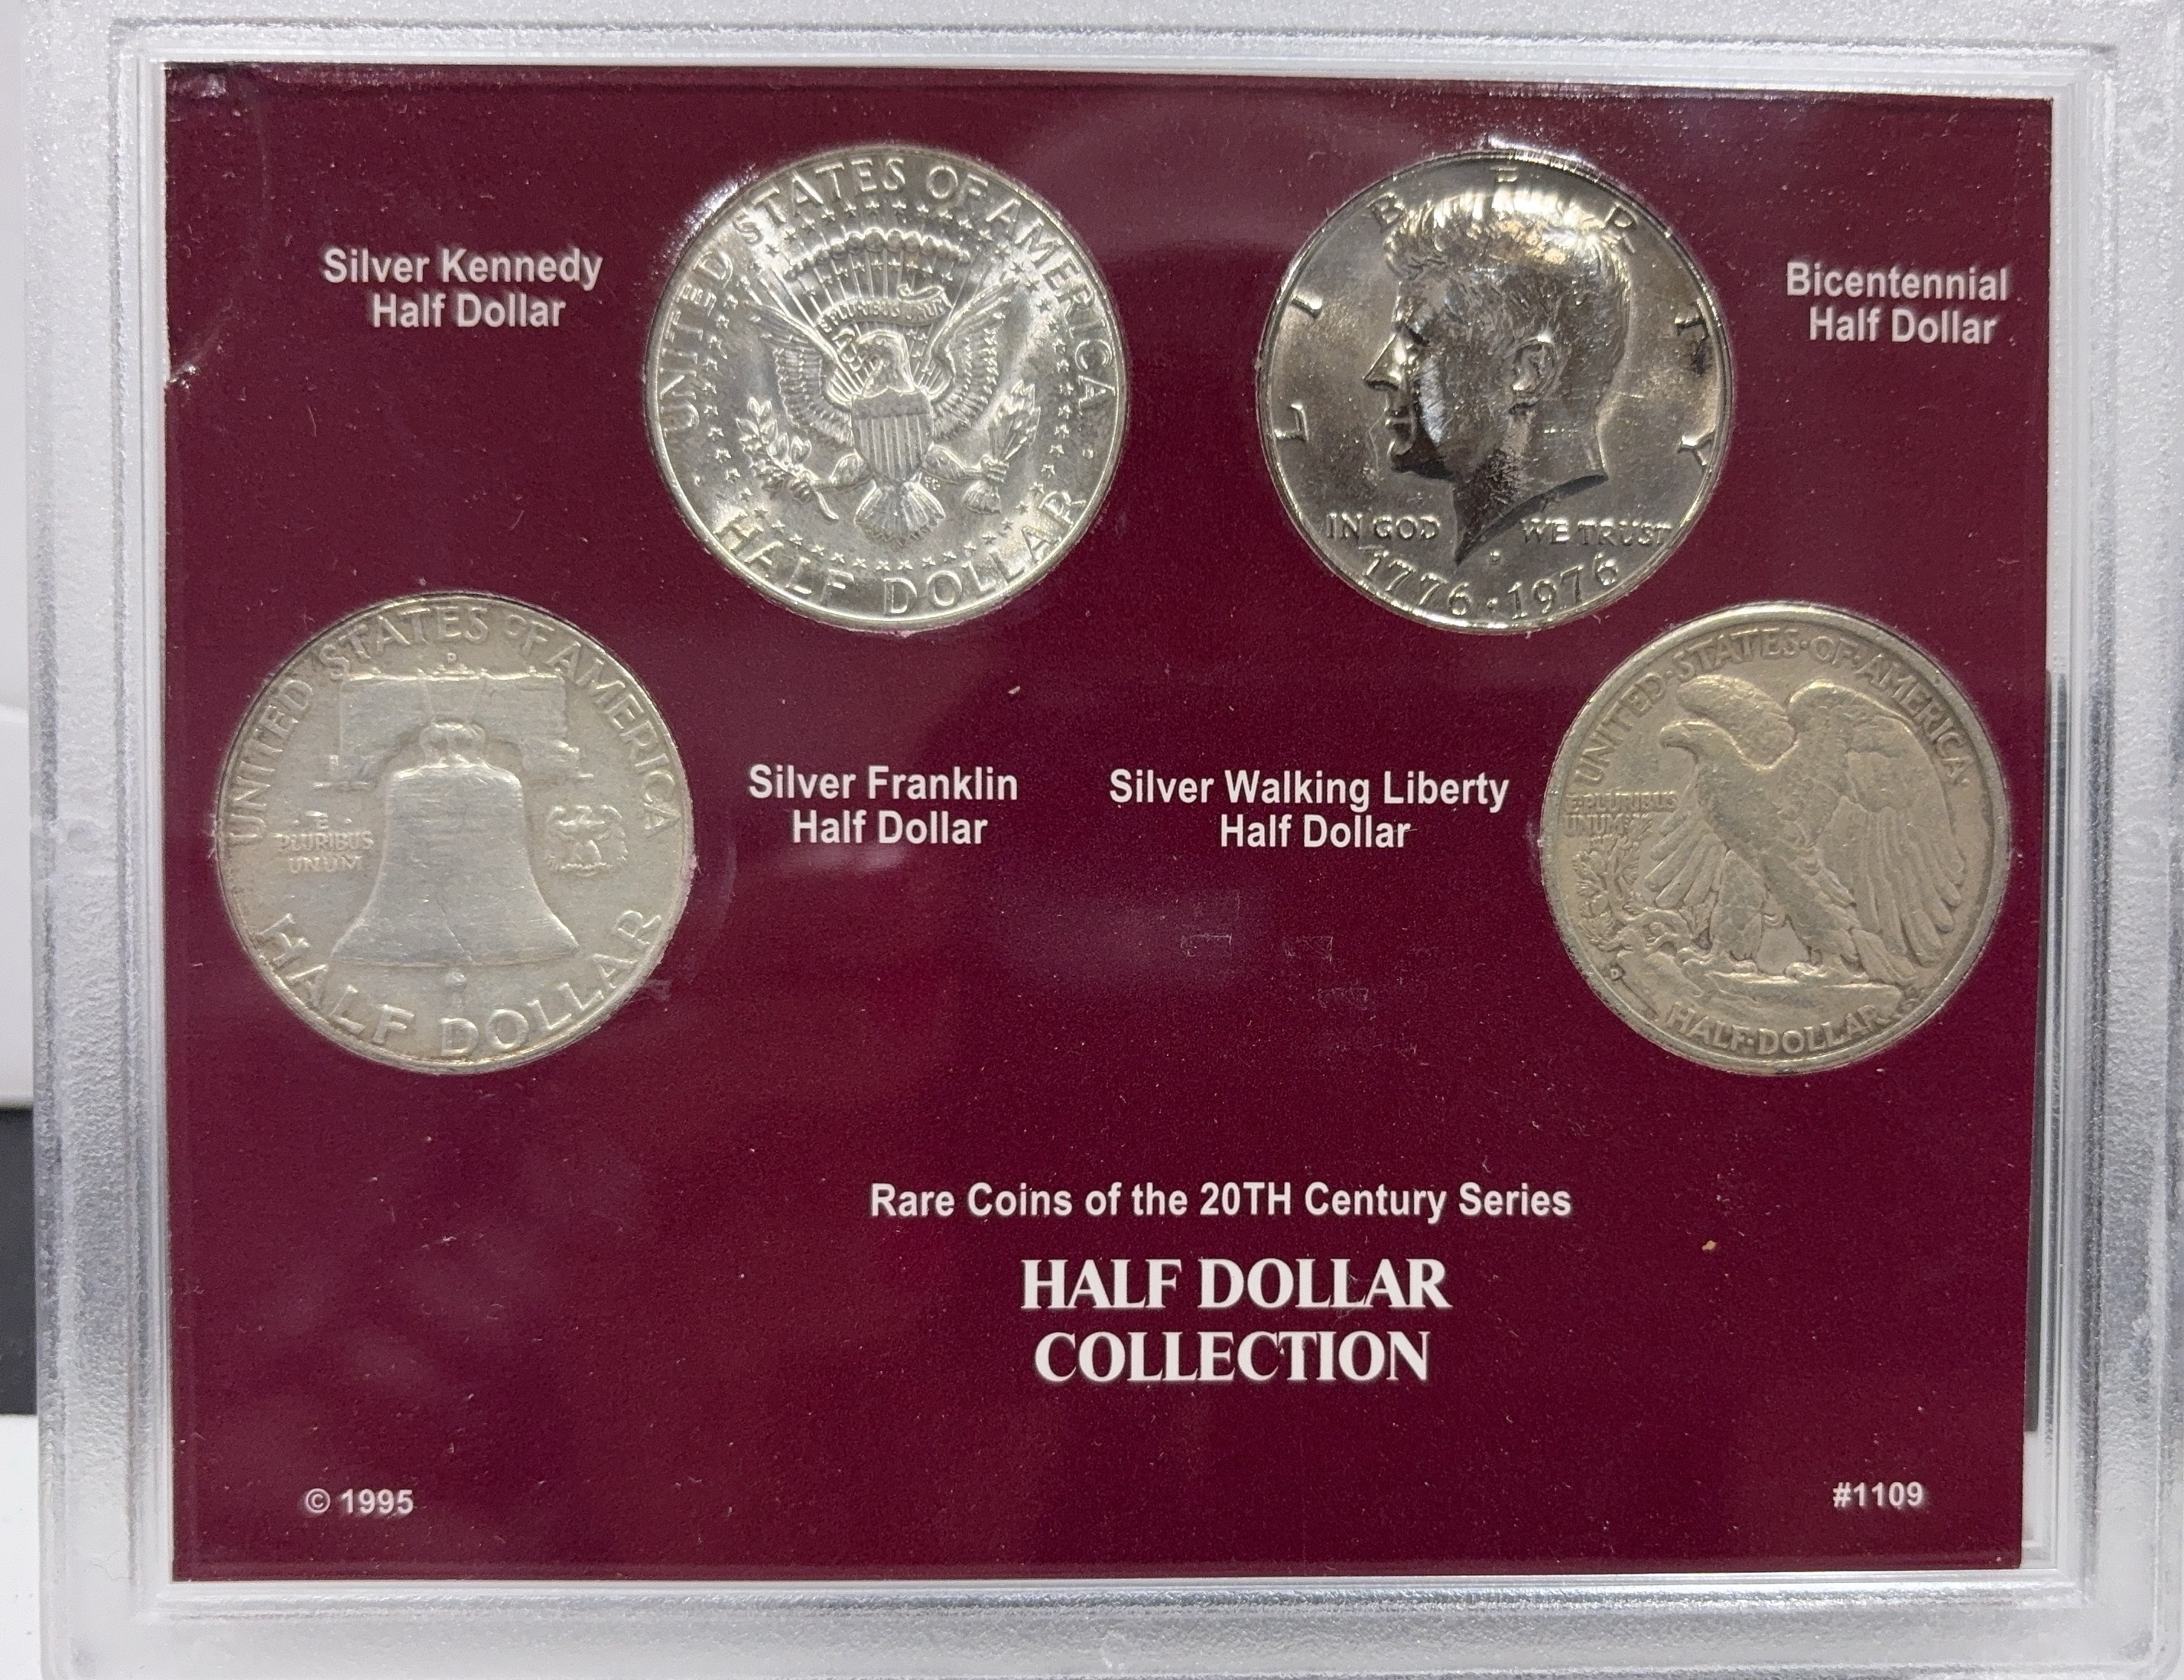 Silver Kennedy
Half Dollar
UNITED STATES OF AMERICA
E PLURIBUS UNUM
FG
HALF DOLLAR
LIBERTY
IN GOD WE TRUST
1776 · 1976
Bicentennial
Half Dollar
UNITED STATES OF AMERICA
D
E
PLURIBUS
UNUM
HALF DOLLAR
Silver Franklin
Half Dollar
Silver Walking Liberty
Half Dollar
UNITED·STATES·OF·AMERICA
E·PLURIBUS
UNUM
D
HALF·DOLLAR
Rare Coins of the 20TH Century Series
HALF DOLLAR
COLLECTION
© 1995
#1109